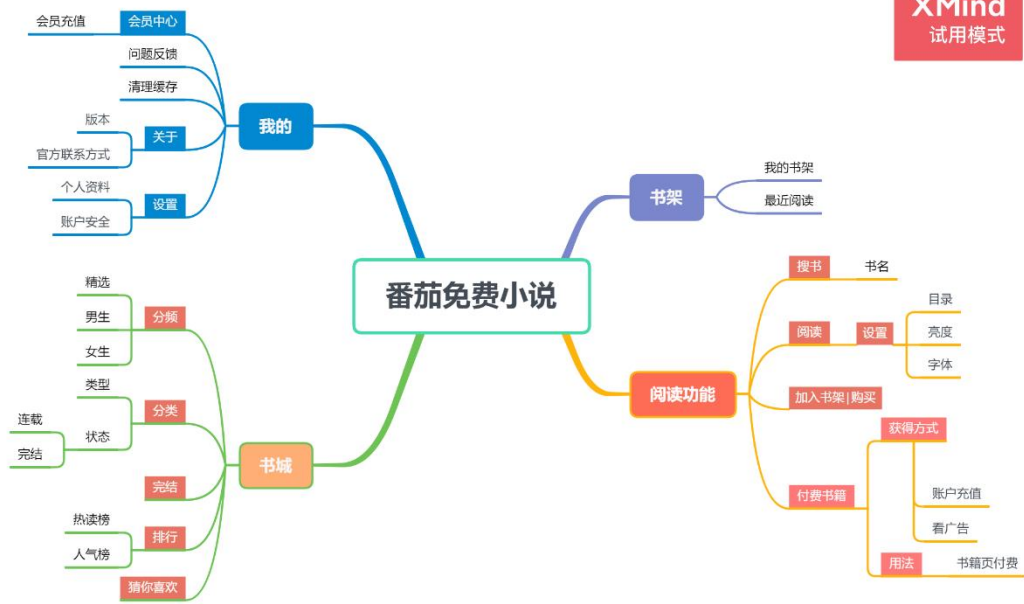 XMind
试用模式
番茄免费小说
我的
会员中心
会员充值
问题反馈
清理缓存
关于
版本
官方联系方式
设置
个人资料
账户安全
书城
分频
精选
男生
女生
分类
类型
状态
连载
完结
完结
排行
热读榜
人气榜
猜你喜欢
书架
我的书架
最近阅读
阅读功能
搜书
书名
阅读
设置
目录
亮度
字体
加入书架|购买
付费书籍
获得方式
账户充值
看广告
用法
书籍页付费